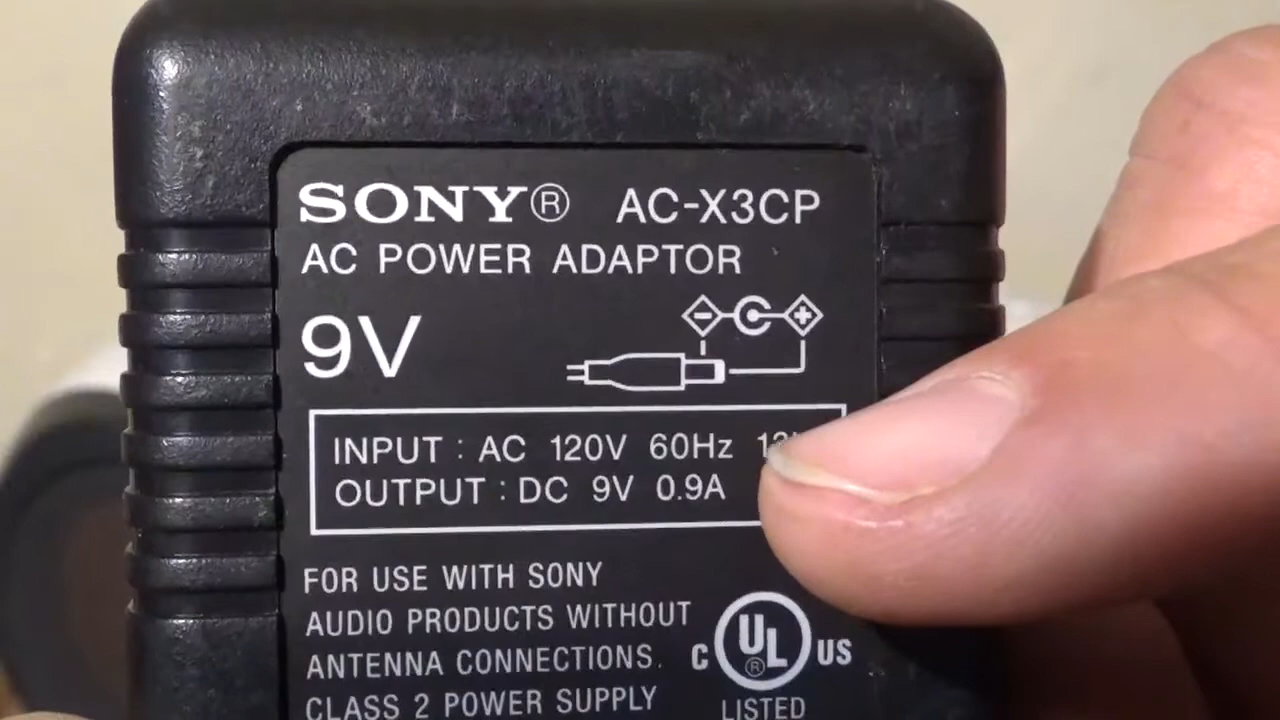 SONY® AC-X3CP
AC POWER ADAPTOR
9V
- +
INPUT : AC 120V 60Hz
OUTPUT : DC 9V 0.9A
FOR USE WITH SONY
AUDIO PRODUCTS WITHOUT
ANTENNA CONNECTIONS.
CLASS 2 POWER SUPPLY
C UL® US
LISTED